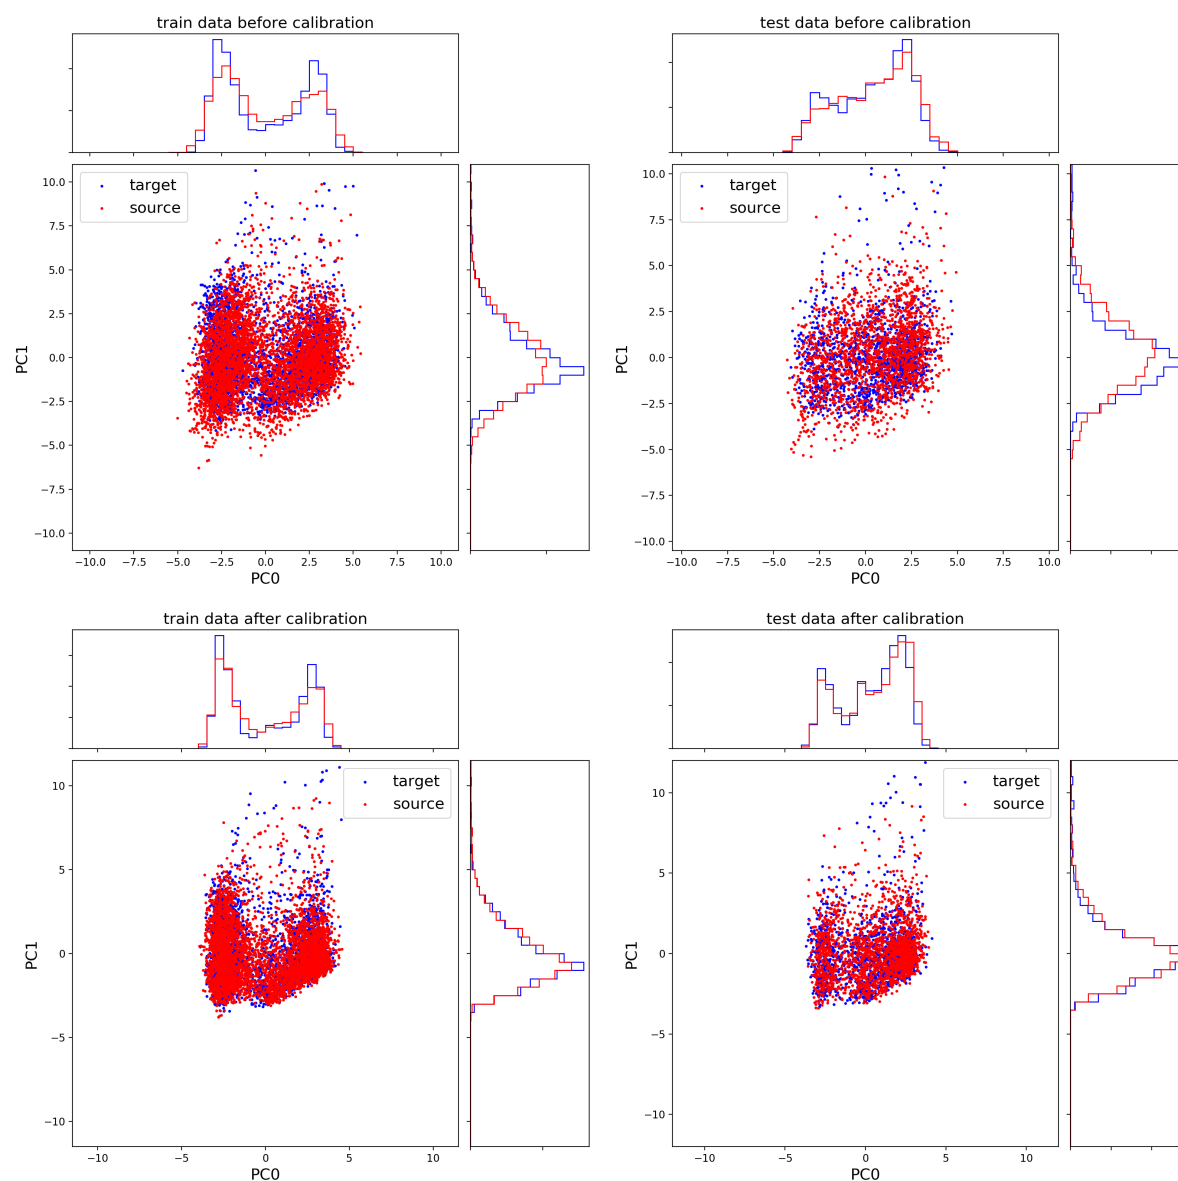 train data before calibration
target
source
10.0
7.5
5.0
2.5
0.0
−2.5
−5.0
−7.5
−10.0
PC1
−10.0 −7.5 −5.0 −2.5 0.0 2.5 5.0 7.5 10.0
PC0
test data before calibration
target
source
10.0
7.5
5.0
2.5
0.0
−2.5
−5.0
−7.5
−10.0
PC1
−10.0 −7.5 −5.0 −2.5 0.0 2.5 5.0 7.5 10.0
PC0
train data after calibration
target
source
10
5
0
−5
−10
PC1
−10 −5 0 5 10
PC0
test data after calibration
target
source
10
5
0
−5
−10
PC1
−10 −5 0 5 10
PC0